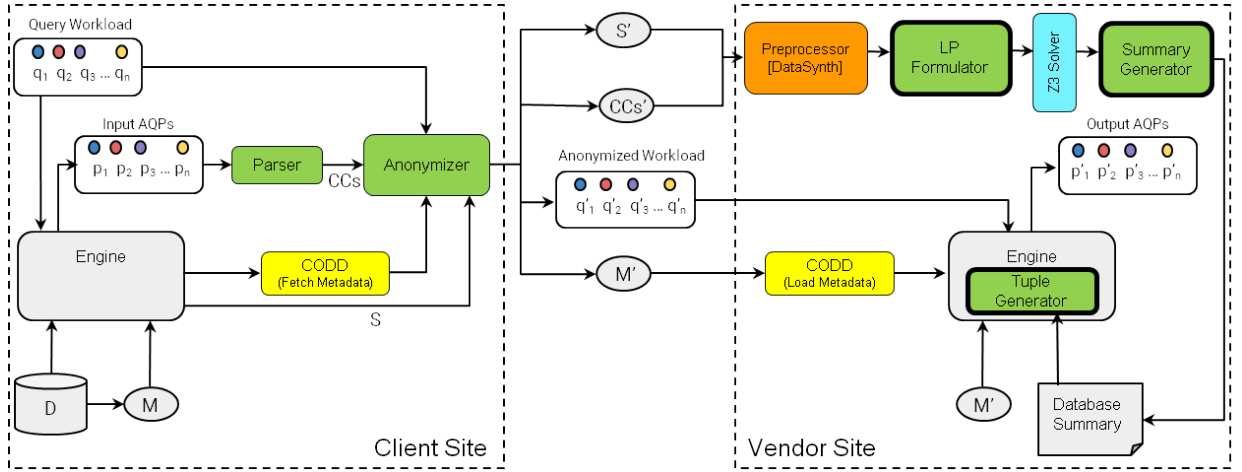 Query Workload
q1 q2 q3 ... qn
Input AQPs
p1 p2 p3 ... pn
Parser
CCs
Anonymizer
Engine
CODD
(Fetch Metadata)
S
D
M
Client Site
S'
CCs'
Anonymized Workload
q'1 q'2 q'3 ... q'n
M'
Preprocessor
[DataSynth]
LP
Formulator
Z3 Solver
Summary
Generator
Output AQPs
p'1 p'2 p'3 ... p'n
CODD
(Load Metadata)
Engine
Tuple
Generator
M'
Database
Summary
Vendor Site